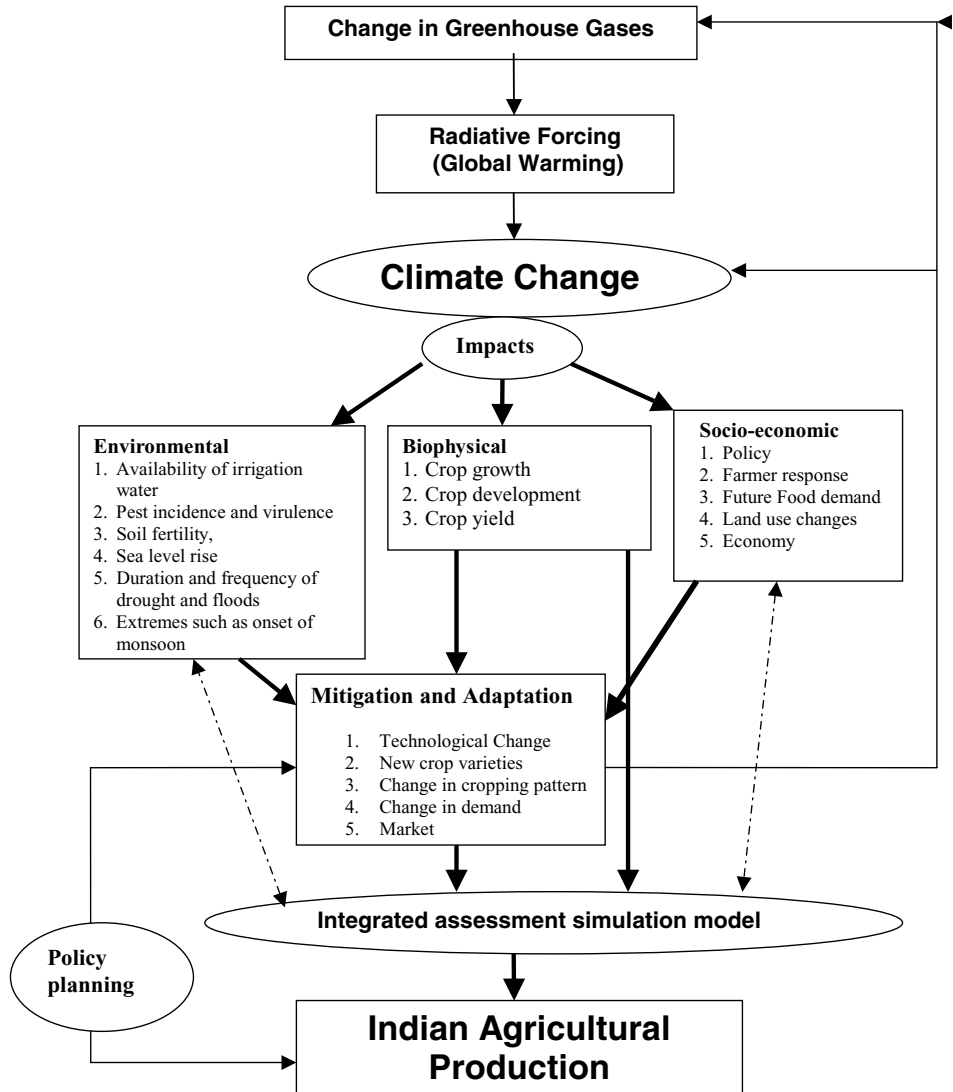 Change in Greenhouse Gases
Radiative Forcing
(Global Warming)
Climate Change
Impacts
Environmental
1. Availability of irrigation
water
2. Pest incidence and virulence
3. Soil fertility,
4. Sea level rise
5. Duration and frequency of
drought and floods
6. Extremes such as onset of
monsoon
Biophysical
1. Crop growth
2. Crop development
3. Crop yield
Socio-economic
1. Policy
2. Farmer response
3. Future Food demand
4. Land use changes
5. Economy
Mitigation and Adaptation
1. Technological Change
2. New crop varieties
3. Change in cropping pattern
4. Change in demand
5. Market
Integrated assessment simulation model
Policy
planning
Indian Agricultural
Production